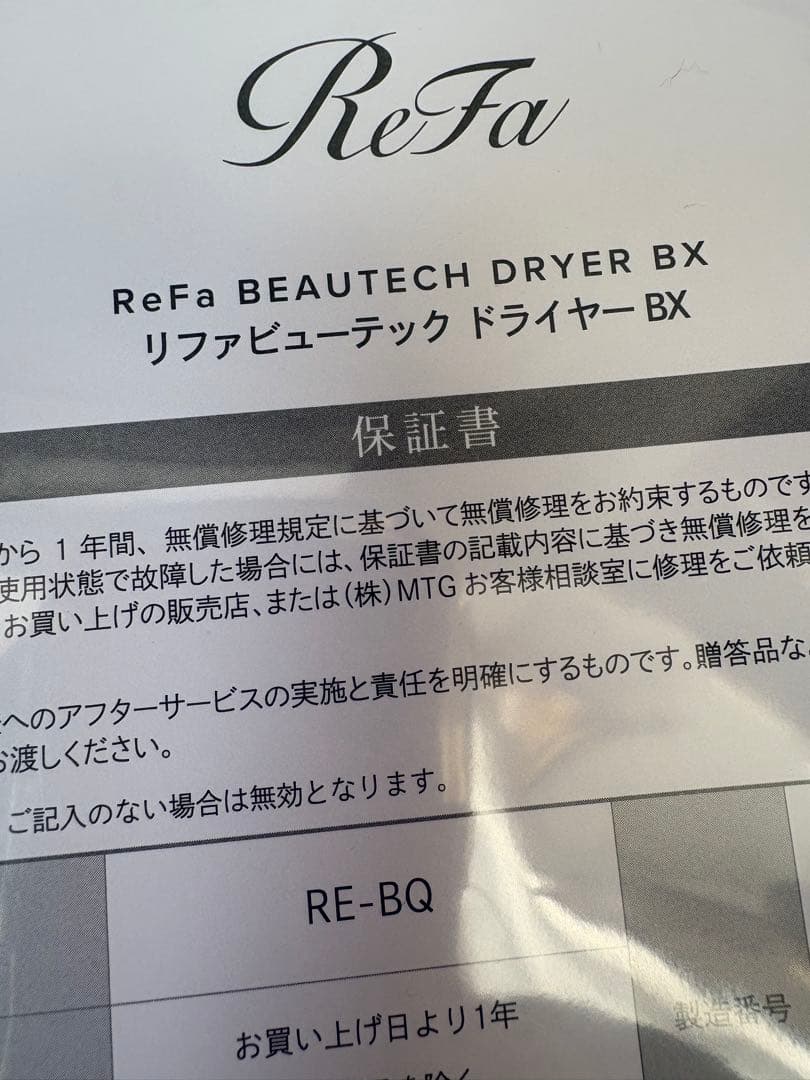 ReFa
ReFa BEAUTECH DRYER BX
リファビューテック ドライヤー BX
保証書
から 1 年間、無償修理規定に基づいて無償修理をお約束するものです
使用状態で故障した場合には、保証書の記載内容に基づき無償修理を
お買い上げの販売店、または(株)MTG お客様相談室に修理をご依頼
へのアフターサービスの実施と責任を明確にするものです。贈答品な
お渡しください。
ご記入のない場合は無効となります。
RE-BQ
お買い上げ日より1年
製造番号